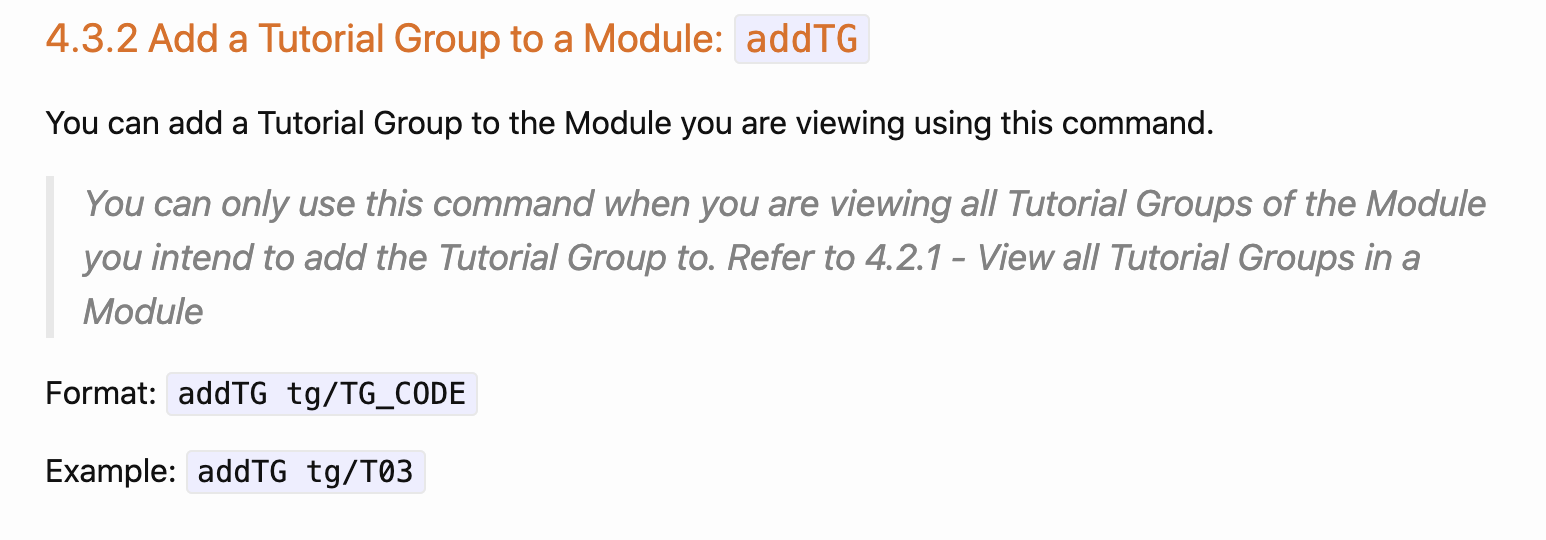 4.3.2 Add a Tutorial Group to a Module: addTG
You can add a Tutorial Group to the Module you are viewing using this command.
You can only use this command when you are viewing all Tutorial Groups of the Module
you intend to add the Tutorial Group to. Refer to 4.2.1 - View all Tutorial Groups in a
Module
Format: addTG tg/TG_CODE
Example: addTG tg/T03